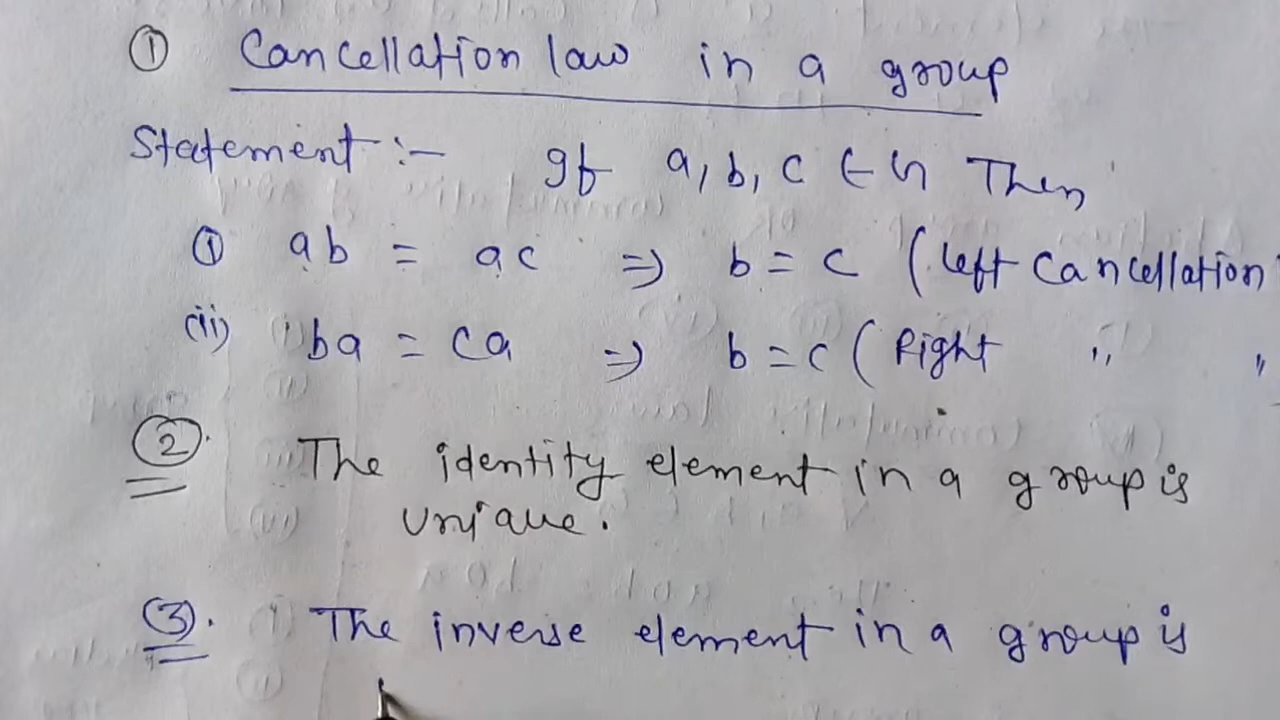 ① Cancellation law in a group
Statement :- If a, b, c ∈ G Then
① ab = ac ⇒ b = c (Left Cancellation
(ii) ba = ca ⇒ b = c (Right " "
②. The identity element in a group is
unique.
③. The inverse element in a group is